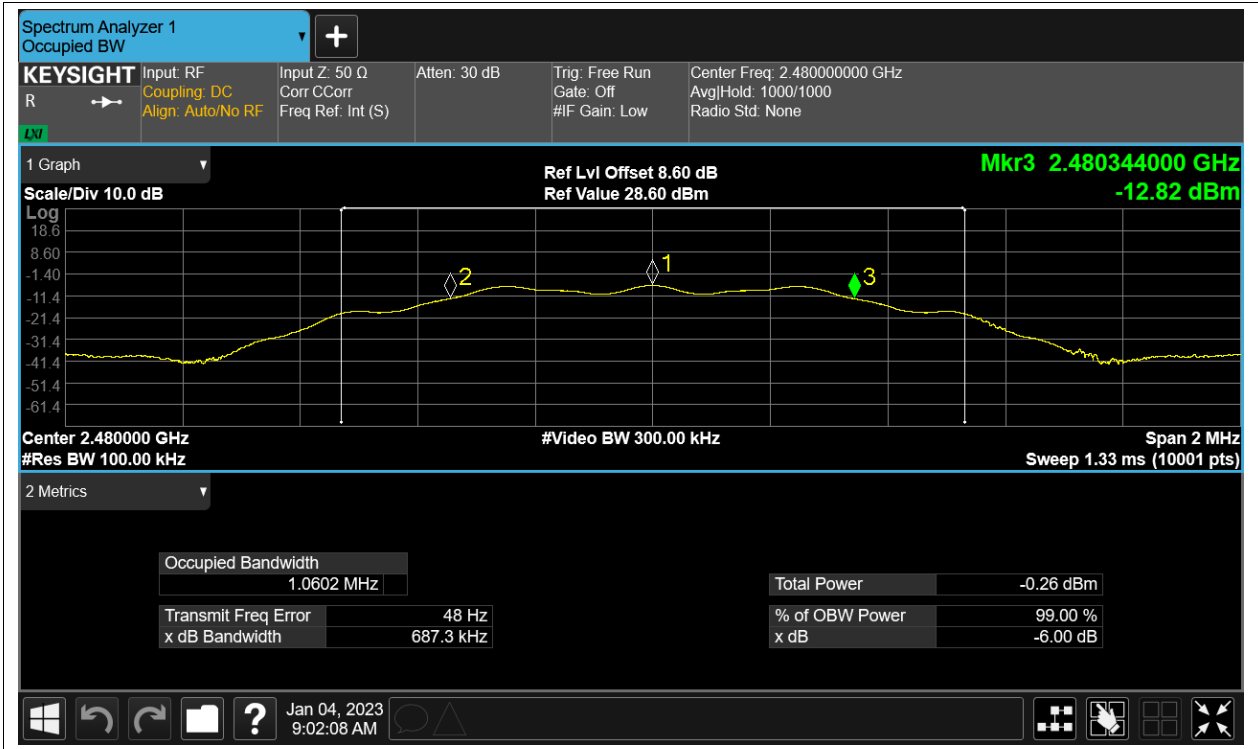 Spectrum Analyzer 1
Occupied BW
+
KEYSIGHT Input: RF Input Z: 50 Ω Atten: 30 dB Trig: Free Run Center Freq: 2.480000000 GHz
R Coupling: DC Corr CCorr Gate: Off Avg|Hold: 1000/1000
Align: Auto/No RF Freq Ref: Int (S) #IF Gain: Low Radio Std: None
LXI
1 Graph Ref Lvl Offset 8.60 dB Mkr3 2.480344000 GHz
Scale/Div 10.0 dB Ref Value 28.60 dBm -12.82 dBm
Log
18.6
8.60
-1.40
-11.4
-21.4
-31.4
-41.4
-51.4
-61.4
2 1 3
Center 2.480000 GHz #Video BW 300.00 kHz Span 2 MHz
#Res BW 100.00 kHz Sweep 1.33 ms (10001 pts)
2 Metrics
Occupied Bandwidth
1.0602 MHz Total Power -0.26 dBm
Transmit Freq Error 48 Hz % of OBW Power 99.00 %
x dB Bandwidth 687.3 kHz x dB -6.00 dB
? Jan 04, 2023
9:02:08 AM